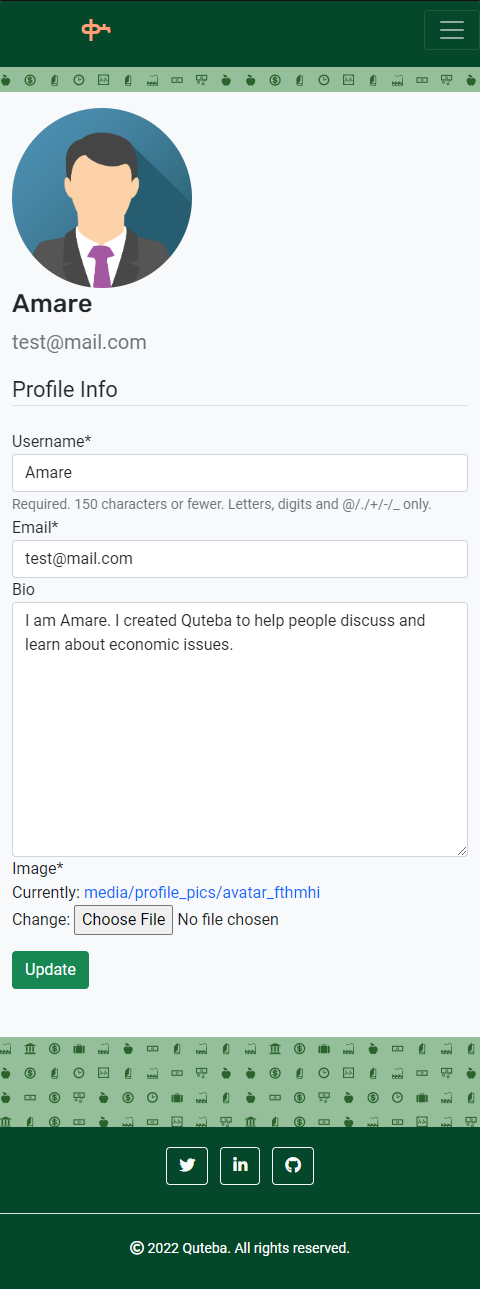 Amare
test@mail.com
Profile Info
Username*
Amare
Required. 150 characters or fewer. Letters, digits and @/./+/-/_ only.
Email*
test@mail.com
Bio
I am Amare. I created Quteba to help people discuss and
learn about economic issues.
Image*
Currently: media/profile_pics/avatar_fthmhi
Change: Choose File No file chosen
Update
© 2022 Quteba. All rights reserved.